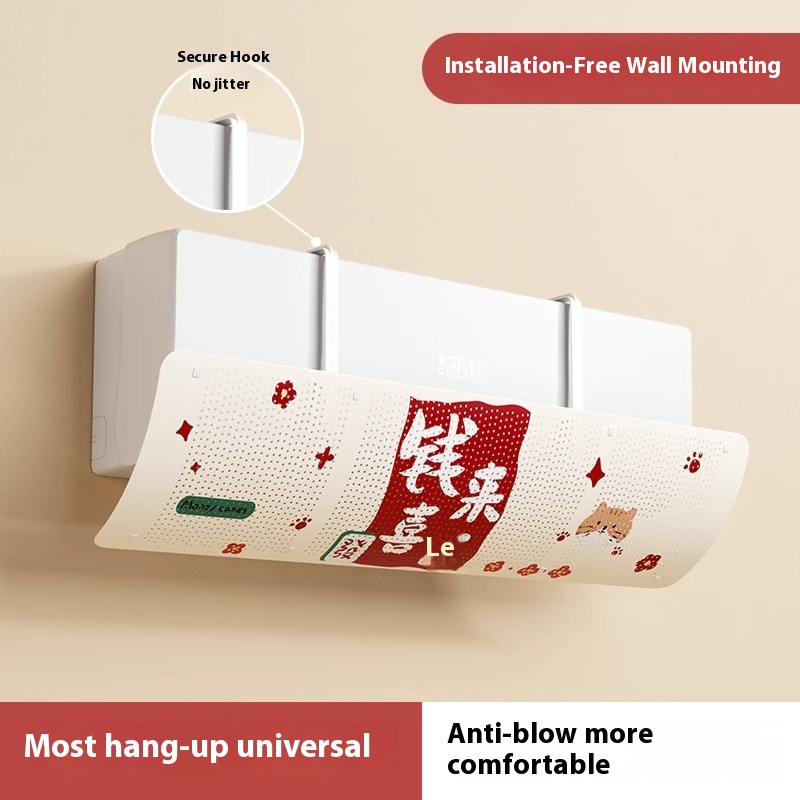 Secure Hook
No jitter
Installation-Free Wall Mounting
26
钱
来
喜
Le
Most hang-up universal
Anti-blow more
comfortable